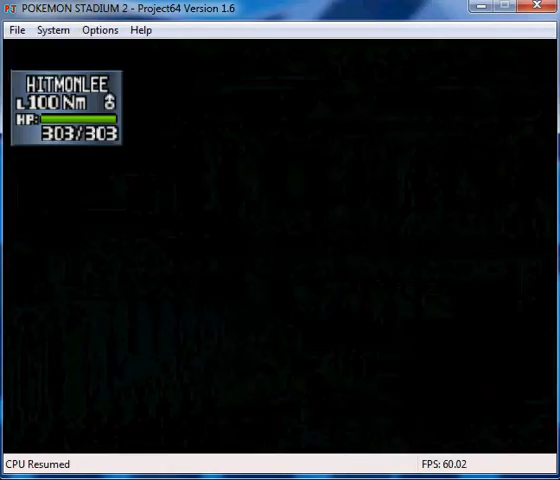 POKEMON STADIUM 2 - Project64 Version 1.6
File System Options Help
HITMONLEE
L100 Nm ♂
HP:
303/303
CPU Resumed FPS: 60.02